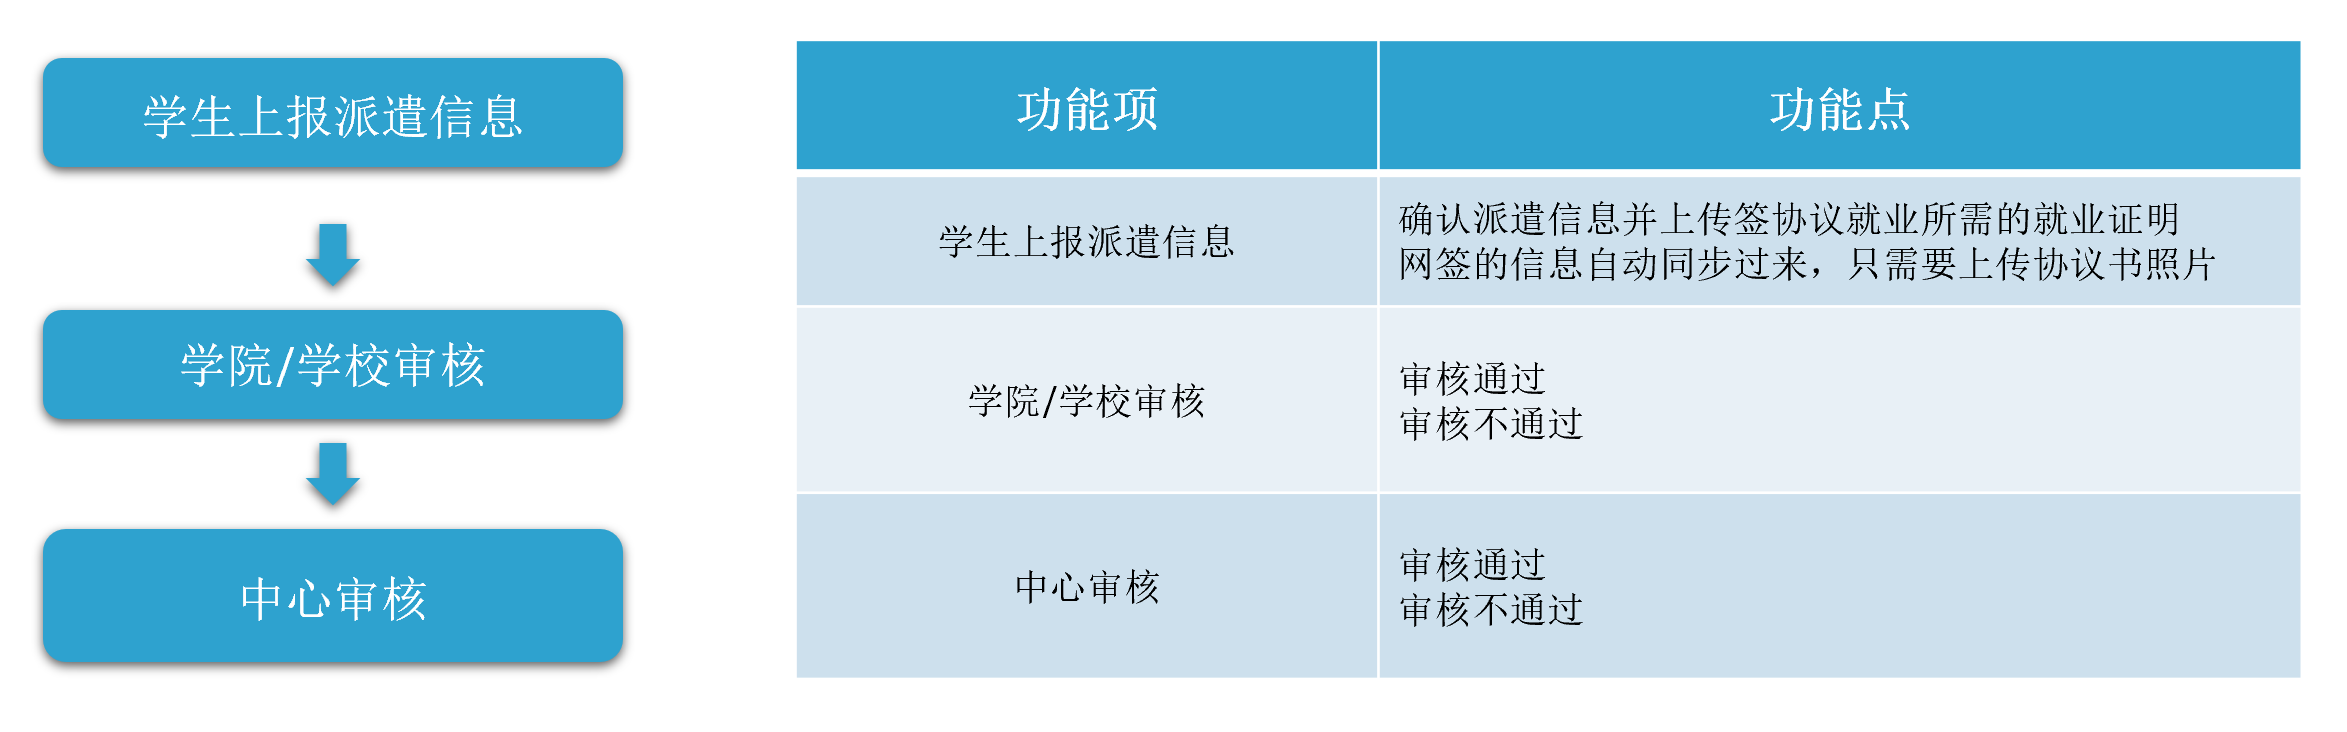 学生上报派遣信息
学院/学校审核
中心审核
功能项
功能点
学生上报派遣信息
确认派遣信息并上传签协议就业所需的就业证明
网签的信息自动同步过来，只需要上传协议书照片
学院/学校审核
审核通过
审核不通过
中心审核
审核通过
审核不通过